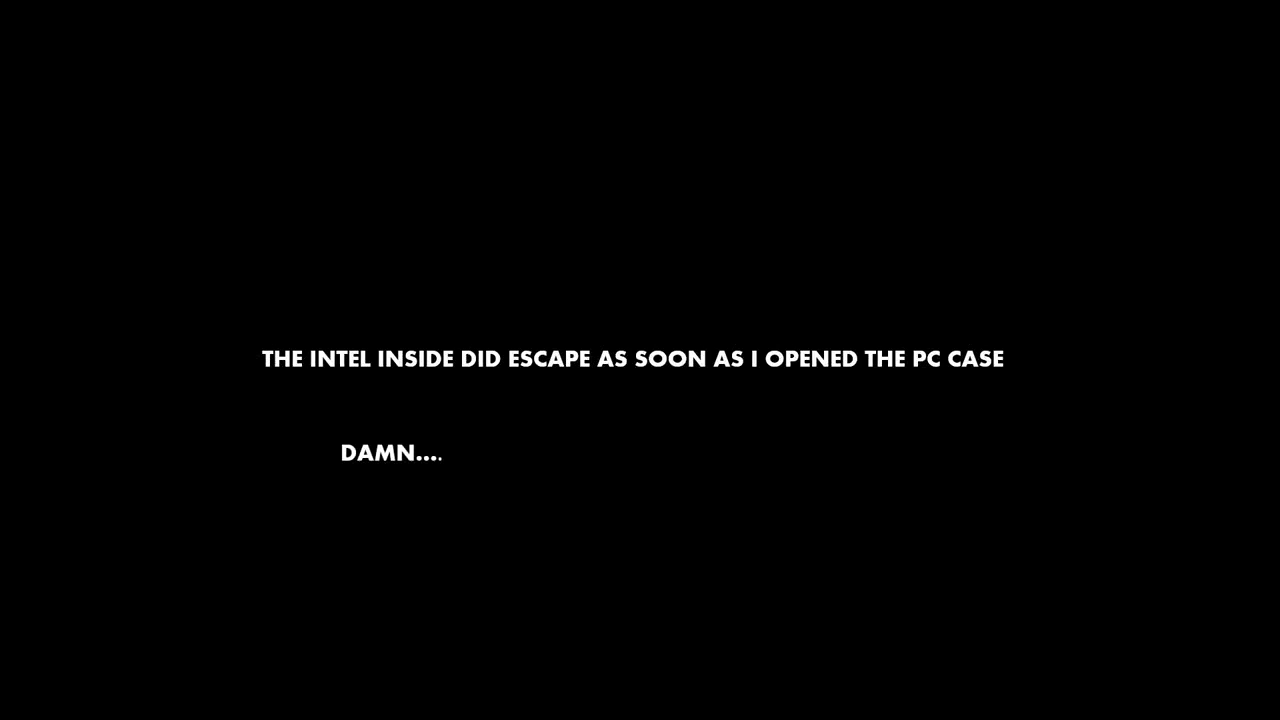 THE INTEL INSIDE DID ESCAPE AS SOON AS I OPENED THE PC CASE
DAMN....